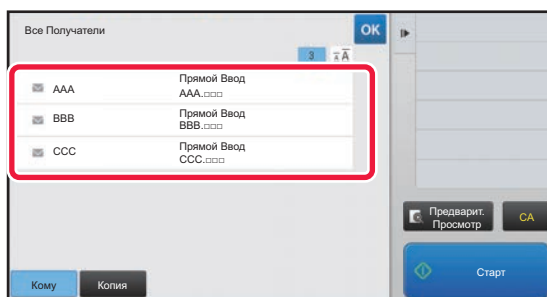 Все Получатели
OK
3 A A
AAA Прямой Ввод
AAA.□□□
BBB Прямой Ввод
BBB.□□□
CCC Прямой Ввод
CCC.□□□
Предварит.
Просмотр
CA
Кому
Копия
Старт